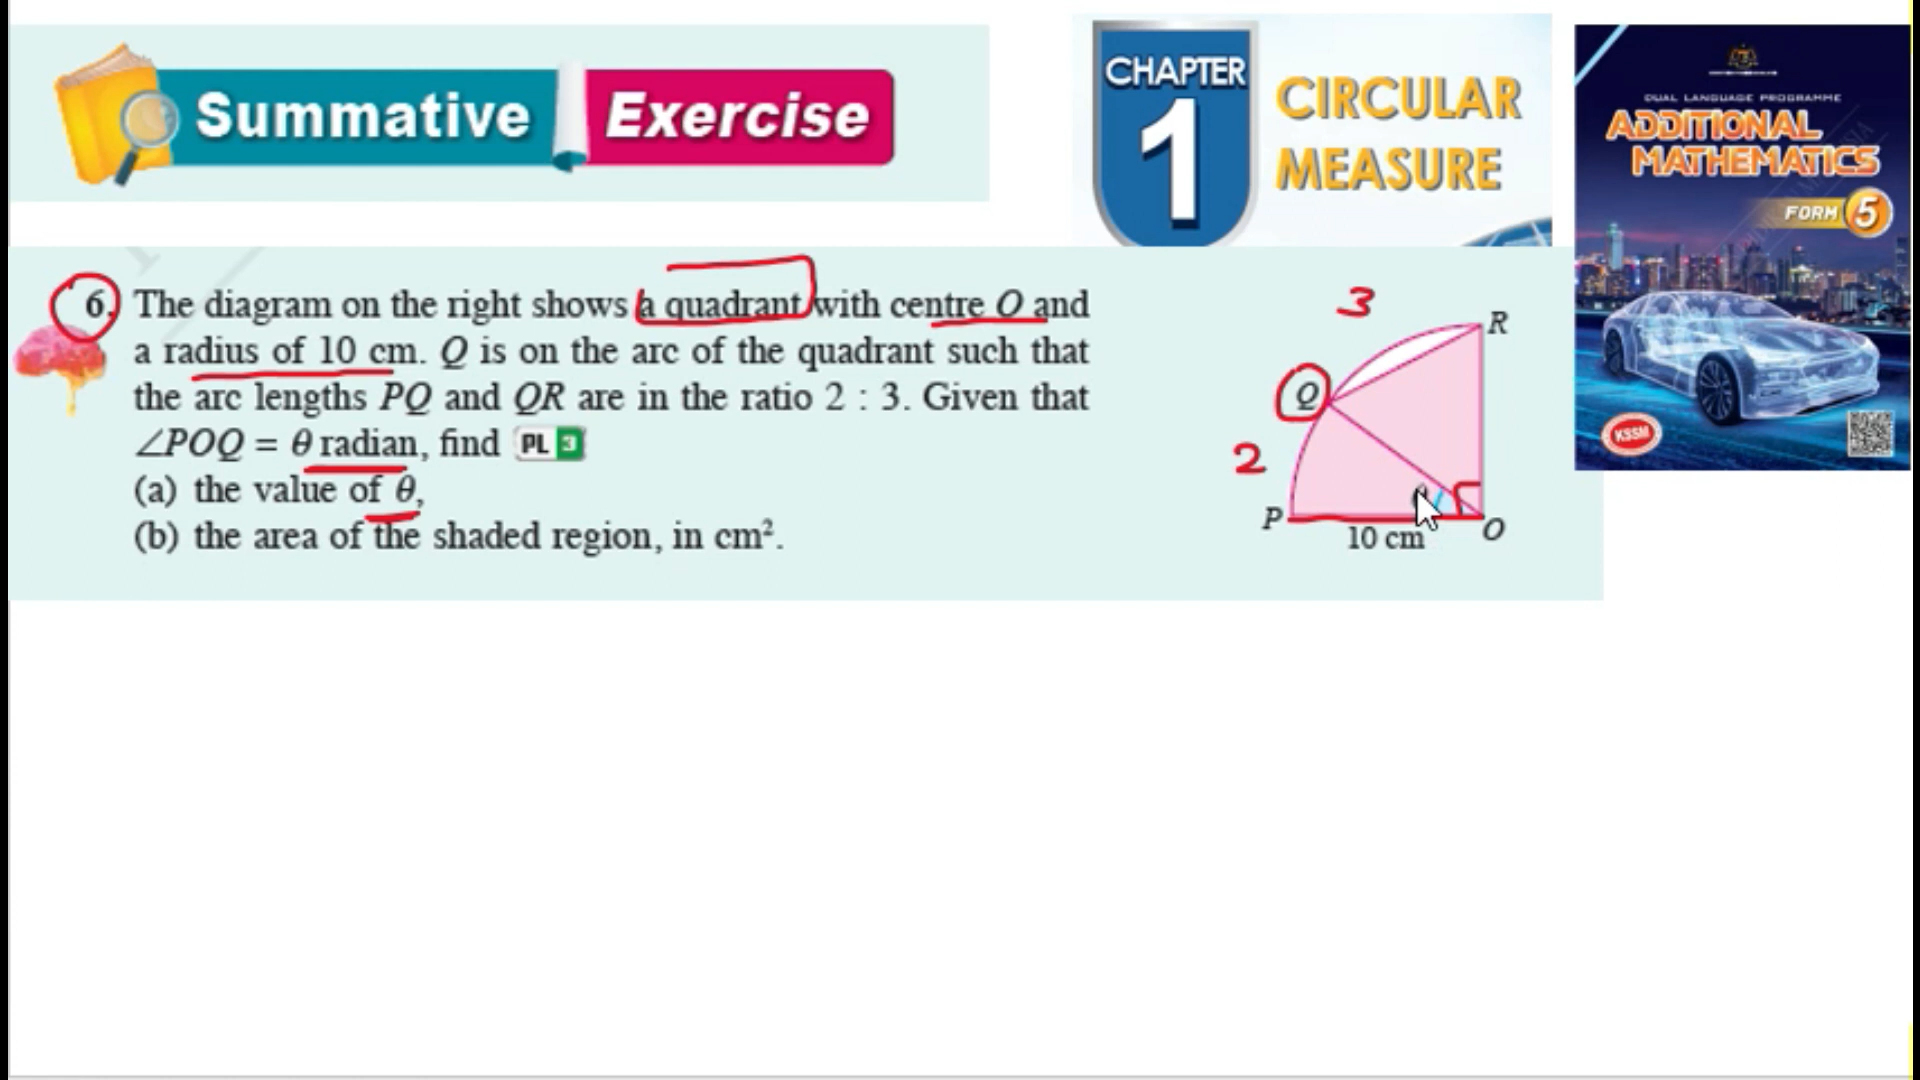 Summative Exercise
CHAPTER
1
CIRCULAR
MEASURE
DUAL LANGUAGE PROGRAMME
ADDITIONAL
MATHEMATICS
FORM 5
KSSM
6. The diagram on the right shows a quadrant with centre O and
a radius of 10 cm. Q is on the arc of the quadrant such that
the arc lengths PQ and QR are in the ratio 2 : 3. Given that
∠POQ = θ radian, find PL 3
(a) the value of θ,
(b) the area of the shaded region, in cm².
3
R
Q
2
P
10 cm
O